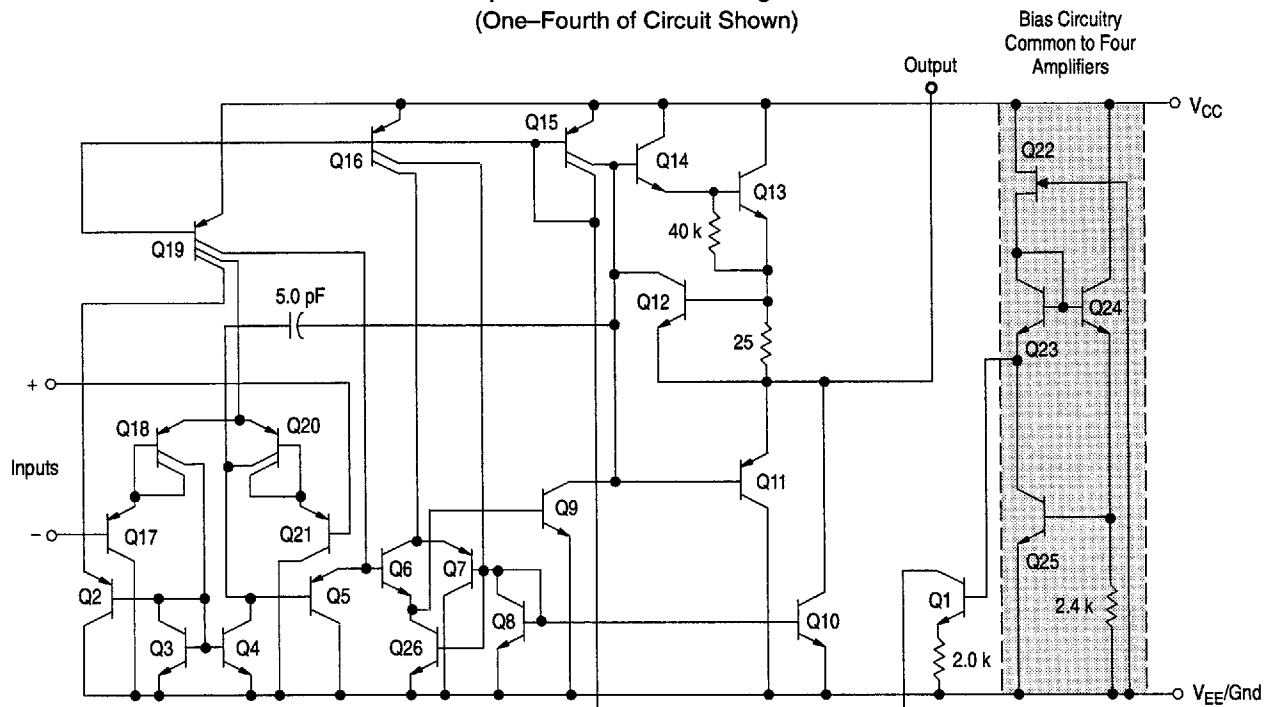 (One–Fourth of Circuit Shown)
Bias Circuitry
Common to Four
Amplifiers
Output
VCC
Q15
Q16
Q14
Q22
Q13
Q19
40 k
5.0 pF
Q12
Q24
25
Q23
+
Q18
Q20
Inputs
Q11
Q9
–
Q17
Q21
Q25
Q6
Q7
Q2
Q5
Q8
Q10
Q1
2.4 k
Q3
Q4
Q26
2.0 k
VEE/Gnd